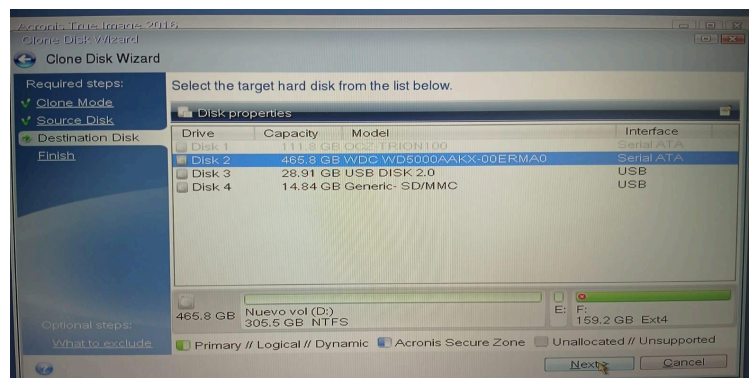 Acronis True Image 2018
Clone Disk Wizard
Clone Disk Wizard
Required steps:
Clone Mode
Source Disk
Destination Disk
Finish
Optional steps:
What to exclude
Select the target hard disk from the list below.
Disk properties
Drive Capacity Model Interface
Disk 1 111.8 GB OCZ-TRION100 Serial ATA
Disk 2 465.8 GB WDC WD5000AAKX-00ERMA0 Serial ATA
Disk 3 28.91 GB USB DISK 2.0 USB
Disk 4 14.84 GB Generic- SD/MMC USB
465.8 GB
Nuevo vol (D:)
305.5 GB NTFS
E:
F:
159.2 GB Ext4
Primary // Logical // Dynamic Acronis Secure Zone Unallocated // Unsupported
Next > Cancel